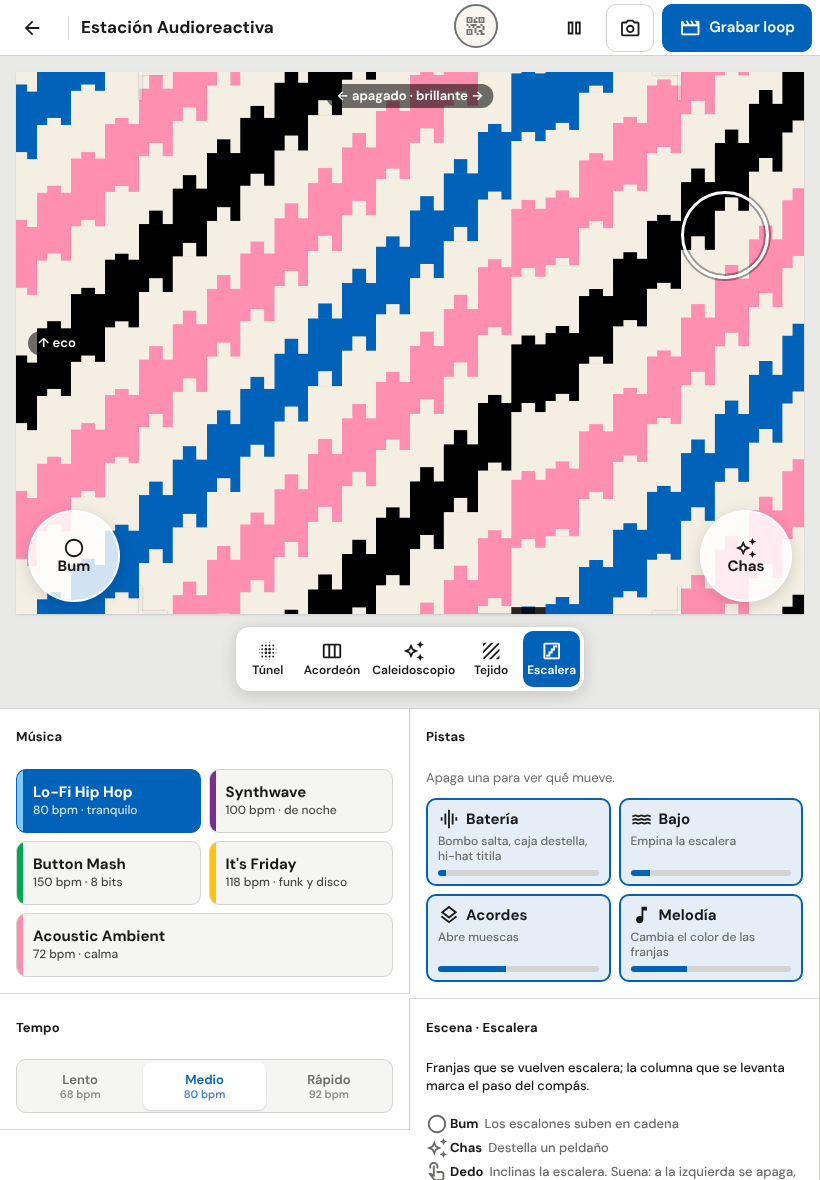 Estación Audioreactiva
Grabar loop
← apagado · brillante →
↑ eco
Bum
Chas
Túnel
Acordeón
Caleidoscopio
Tejido
Escalera
Música
Lo-Fi Hip Hop
80 bpm · tranquilo
Synthwave
100 bpm · de noche
Button Mash
150 bpm · 8 bits
It's Friday
118 bpm · funk y disco
Acoustic Ambient
72 bpm · calma
Tempo
Lento
68 bpm
Medio
80 bpm
Rápido
92 bpm
Pistas
Apaga una para ver qué mueve.
Batería
Bombo salta, caja destella,
hi-hat titila
Bajo
Empina la escalera
Acordes
Abre muescas
Melodía
Cambia el color de las
franjas
Escena · Escalera
Franjas que se vuelven escalera; la columna que se levanta
marca el paso del compás.
Bum Los escalones suben en cadena
Chas Destella un peldaño
Dedo Inclinas la escalera. Suena: a la izquierda se apaga,